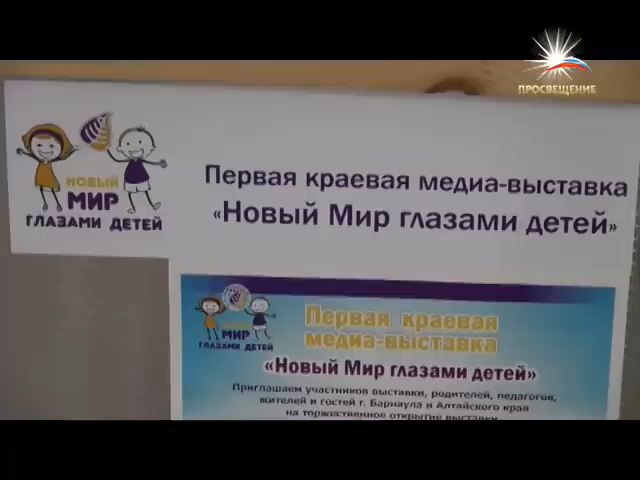 ПРОСВЕЩЕНИЕ
НОВЫЙ
МИР
ГЛАЗАМИ ДЕТЕЙ
Первая краевая медиа-выставка
«Новый Мир глазами детей»
МИР
ГЛАЗАМИ ДЕТЕЙ
Первая краевая
медиа-выставка
«Новый Мир глазами детей»
Приглашаем участников выставки, родителей, педагогов,
жителей и гостей г. Барнаула и Алтайского края
на торжественное открытие выставки